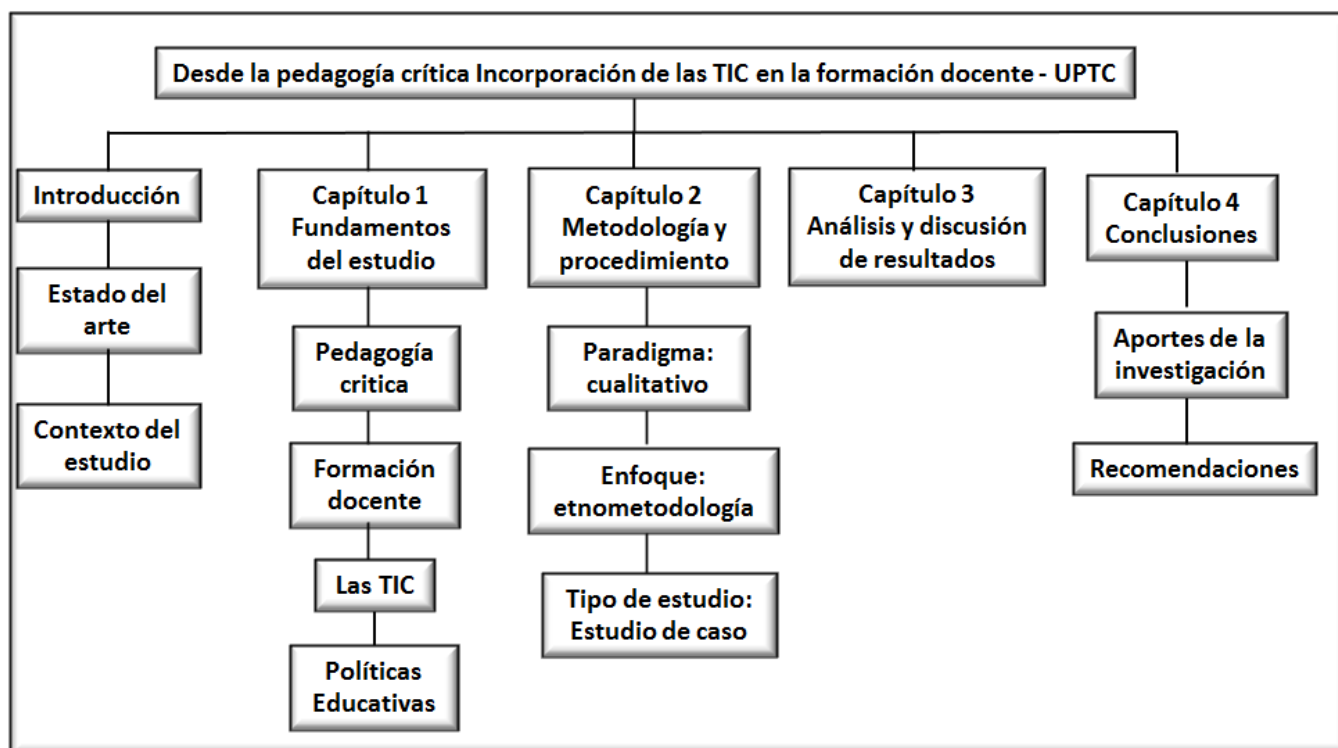 Desde la pedagogía crítica Incorporación de las TIC en la formación docente - UPTC
Introducción
Estado del
arte
Contexto del
estudio
Capítulo 1
Fundamentos
del estudio
Pedagogía
critica
Formación
docente
Las TIC
Políticas
Educativas
Capítulo 2
Metodología y
procedimiento
Paradigma:
cualitativo
Enfoque:
etnometodología
Tipo de estudio:
Estudio de caso
Capítulo 3
Análisis y discusión
de resultados
Capítulo 4
Conclusiones
Aportes de la
investigación
Recomendaciones